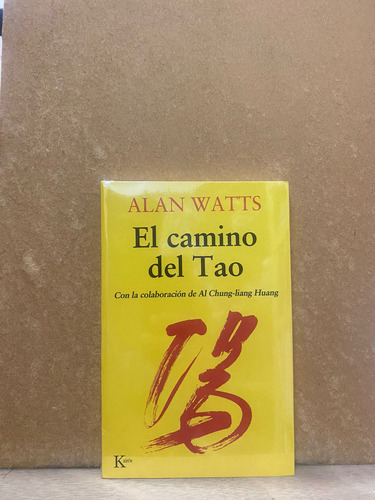 ALAN WATTS
El camino
del Tao
Con la colaboración de Al Chung-liang Huang
Kairós